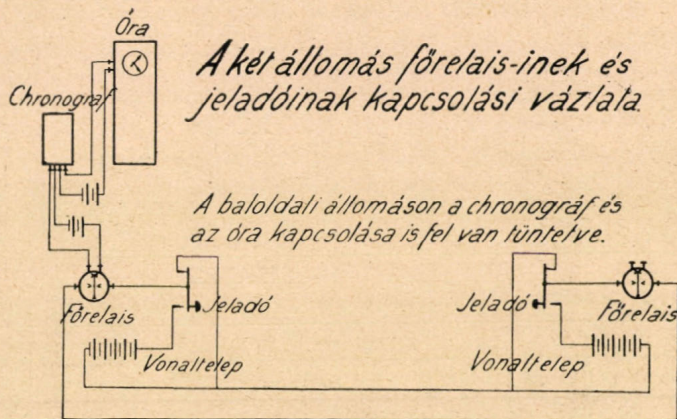 Óra
A két állomás főrelais-inek és
jeladóinak kapcsolási vázlata.
Chronográf
A baloldali állomáson a chronográf és
az óra kapcsolása is fel van tüntetve.
Főrelais
Jeladó
Vonaltelep
Jeladó
Főrelais
Vonaltelep